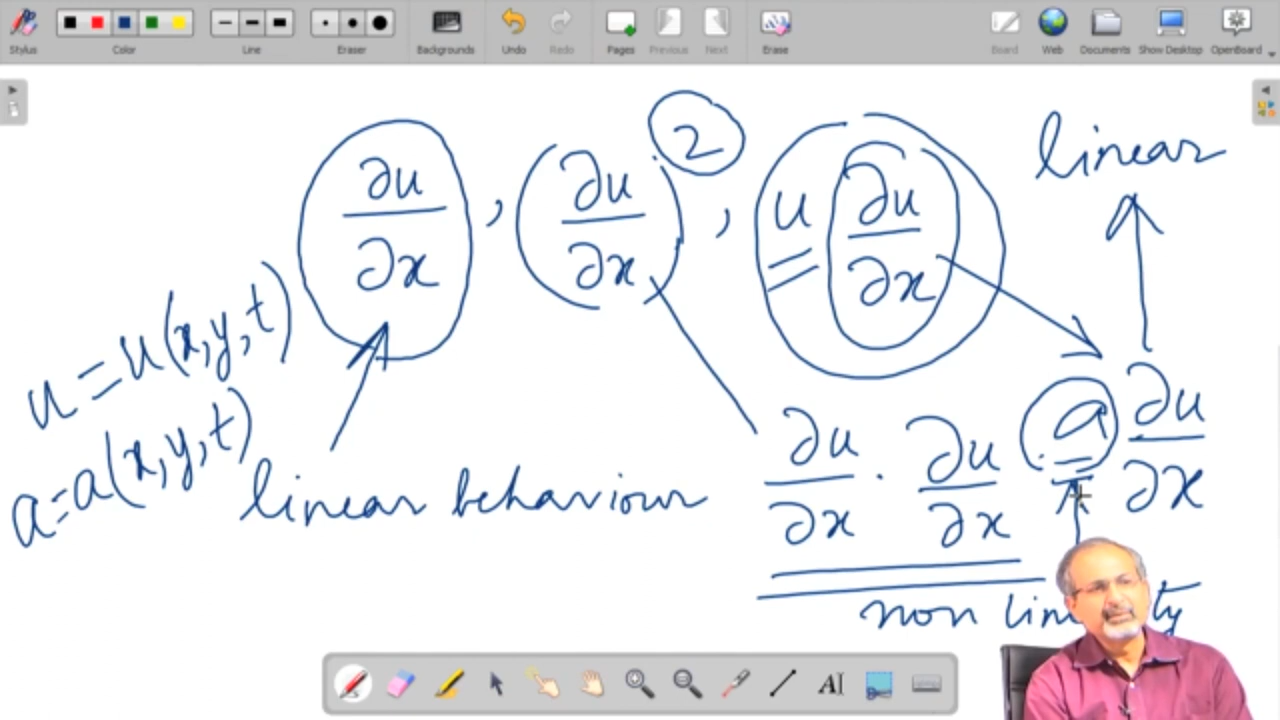 Stylus Color Line Eraser Backgrounds Undo Redo Pages Previous Next Erase Board Web Documents Show Desktop OpenBoard
∂u/∂x , (∂u/∂x)² , u ∂u/∂x
linear
u = u(x,y,t)
a = a(x,y,t)
linear behaviour
∂u/∂x · ∂u/∂x
a ∂u/∂x
non lin ty